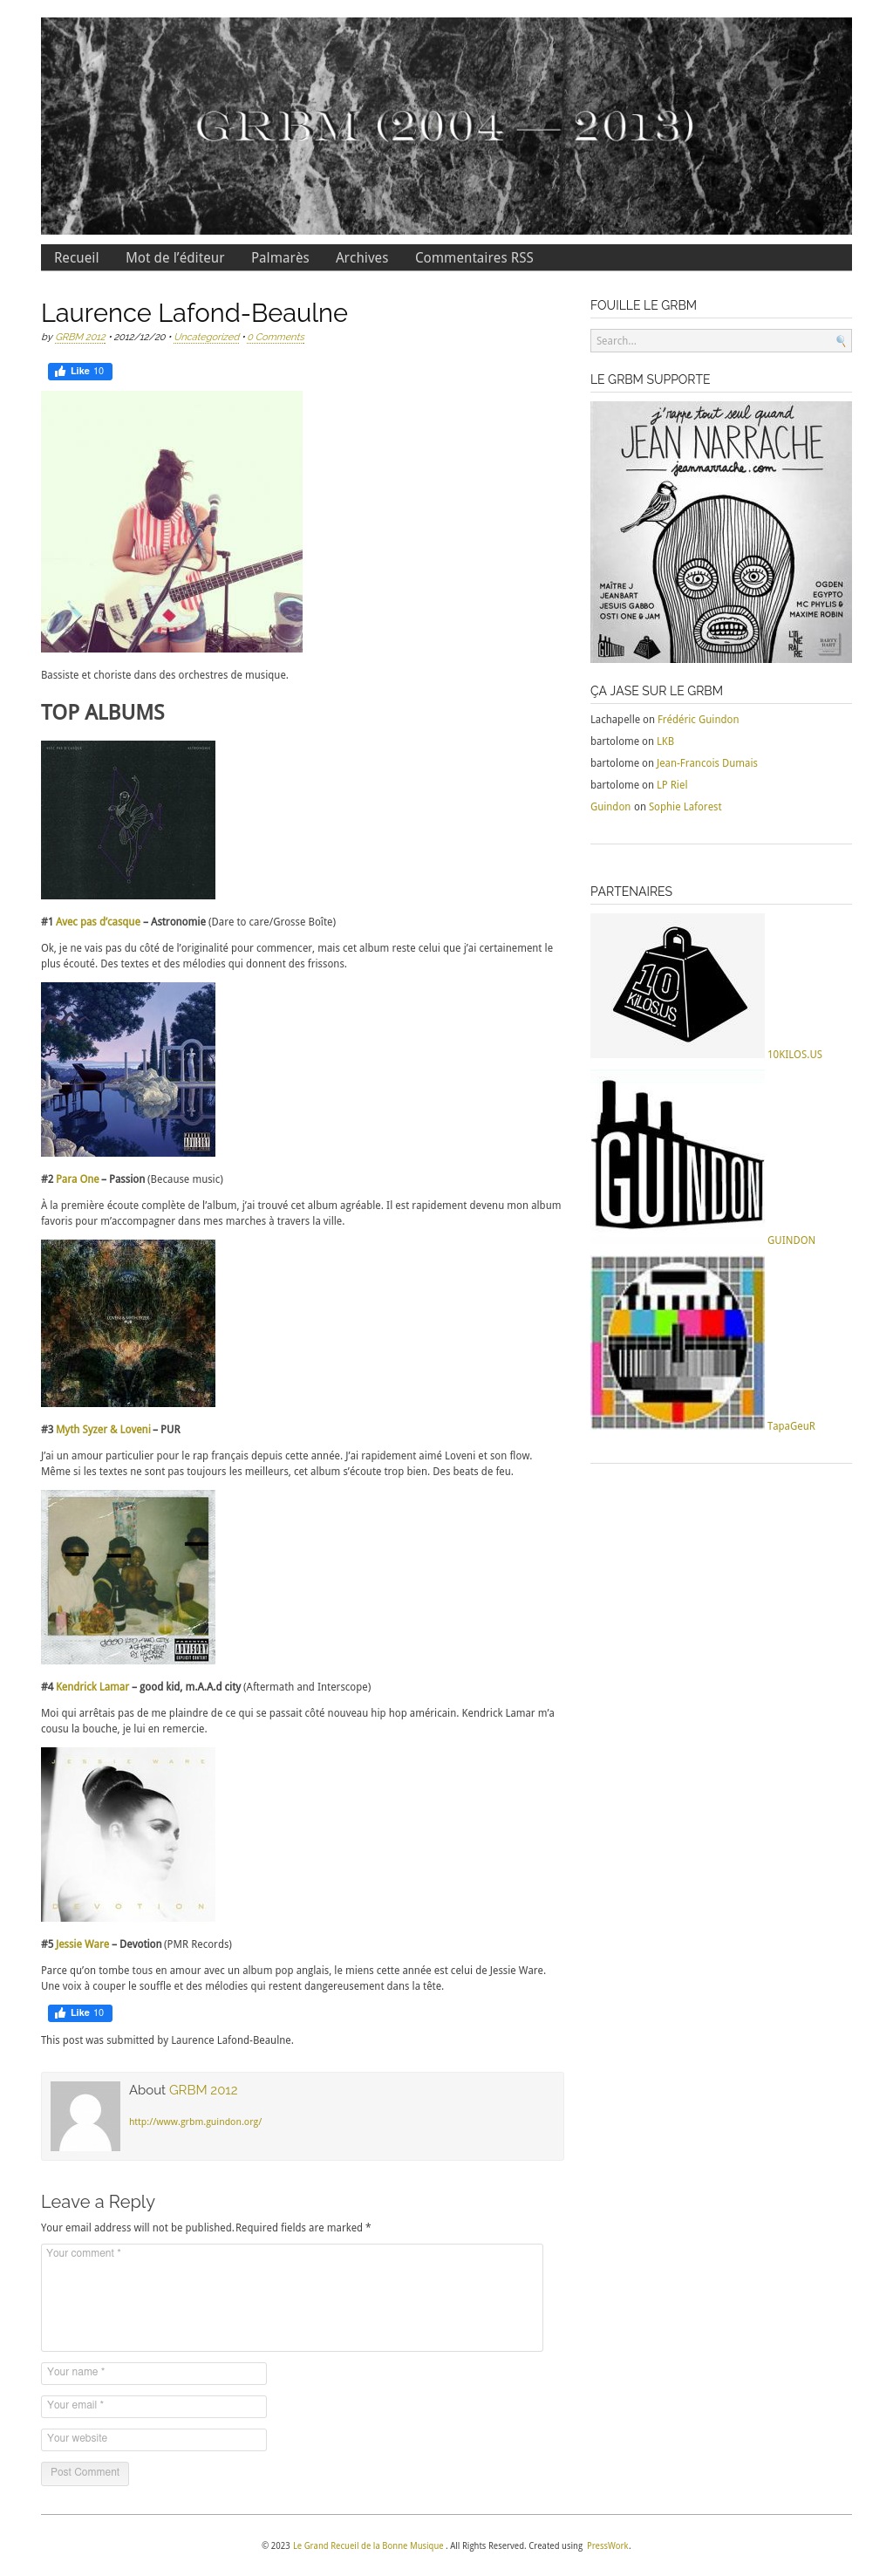 GRBM (2004 — 2013)
Recueil Mot de l'éditeur Palmarès Archives Commentaires RSS
Laurence Lafond-Beaulne
by GRBM 2012 • 2012/12/20 • Uncategorized • 0 Comments
Like 10
Bassiste et choriste dans des orchestres de musique.
TOP ALBUMS
#1 Avec pas d'casque – Astronomie (Dare to care/Grosse Boîte)
Ok, je ne vais pas du côté de l'originalité pour commencer, mais cet album reste celui que j'ai certainement le
plus écouté. Des textes et des mélodies qui donnent des frissons.
#2 Para One – Passion (Because music)
À la première écoute complète de l'album, j'ai trouvé cet album agréable. Il est rapidement devenu mon album
favoris pour m'accompagner dans mes marches à travers la ville.
LOVENI & MYTH SYZER
PUR
#3 Myth Syzer & Loveni – PUR
J'ai un amour particulier pour le rap français depuis cette année. J'ai rapidement aimé Loveni et son flow.
Même si les textes ne sont pas toujours les meilleurs, cet album s'écoute trop bien. Des beats de feu.
PARENTAL
ADVISORY
EXPLICIT CONTENT
#4 Kendrick Lamar – good kid, m.A.A.d city (Aftermath and Interscope)
Moi qui arrêtais pas de me plaindre de ce qui se passait côté nouveau hip hop américain. Kendrick Lamar m'a
cousu la bouche, je lui en remercie.
JESSIE WARE
DEVOTION
#5 Jessie Ware – Devotion (PMR Records)
Parce qu'on tombe tous en amour avec un album pop anglais, le miens cette année est celui de Jessie Ware.
Une voix à couper le souffle et des mélodies qui restent dangereusement dans la tête.
Like 10
This post was submitted by Laurence Lafond-Beaulne.
About GRBM 2012
http://www.grbm.guindon.org/
Leave a Reply
Your email address will not be published.Required fields are marked *
Your comment *
Your name *
Your email *
Your website
Post Comment
FOUILLE LE GRBM
Search...
LE GRBM SUPPORTE
j'rappe tout seul quand
JEAN NARRACHE
jeannarrache.com
MAÎTRE J
JEANBART
JESUIS GABBO
OSTI ONE & JAM
OGDEN
EGYPTO
MC PHYLIS &
MAXIME ROBIN
ÇA JASE SUR LE GRBM
Lachapelle on Frédéric Guindon
bartolome on LKB
bartolome on Jean-Francois Dumais
bartolome on LP Riel
Guindon on Sophie Laforest
PARTENAIRES
10
KILOS.US
10KILOS.US
GUINDON
GUINDON
TapaGeuR
© 2023 Le Grand Recueil de la Bonne Musique . All Rights Reserved. Created using PressWork.